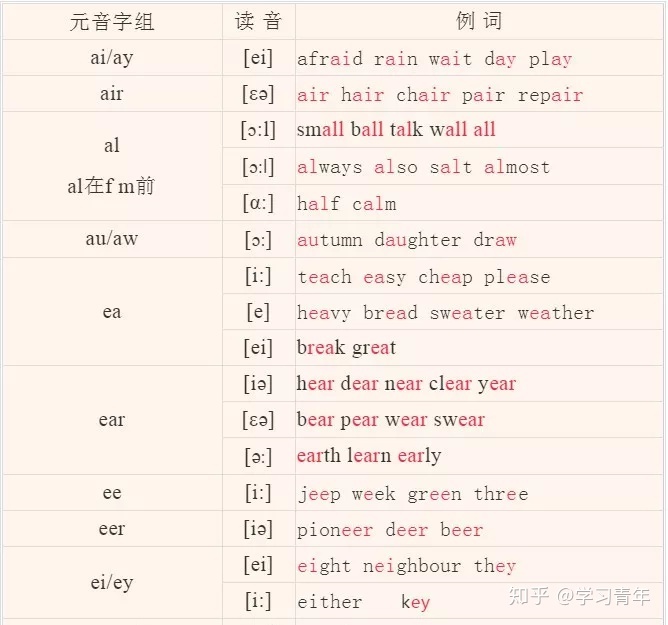 元音字组 读 音 例 词
ai/ay [ei] afraid rain wait day play
air [εə] air hair chair pair repair
al [ɔ:l] small ball talk wall all
al在f m前 [ɔ:l] always also salt almost
[ɑ:] half calm
au/aw [ɔ:] autumn daughter draw
ea [i:] teach easy cheap please
[e] heavy bread sweater weather
[ei] break great
ear [iə] hear dear near clear year
[εə] bear pear wear swear
[ə:] earth learn early
ee [i:] jeep week green three
eer [iə] pioneer deer beer
ei/ey [ei] eight neighbour they
[i:] either key
知乎 @学习青年